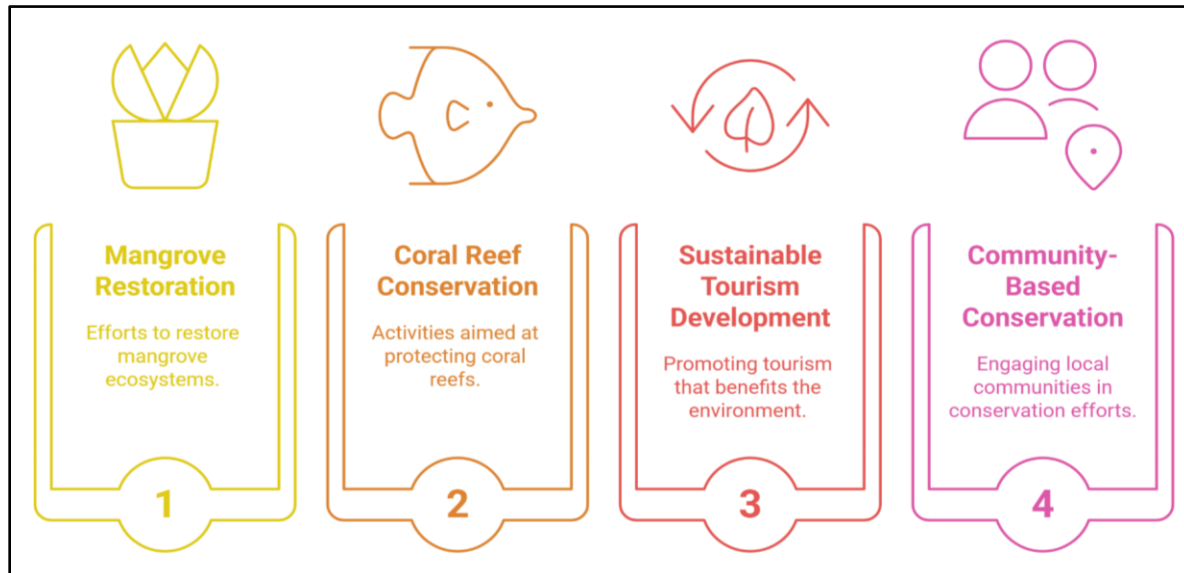 Mangrove
Restoration
Efforts to restore
mangrove
ecosystems.
1
Coral Reef
Conservation
Activities aimed at
protecting coral
reefs.
2
Sustainable
Tourism
Development
Promoting tourism
that benefits the
environment.
3
Community-
Based
Conservation
Engaging local
communities in
conservation efforts.
4